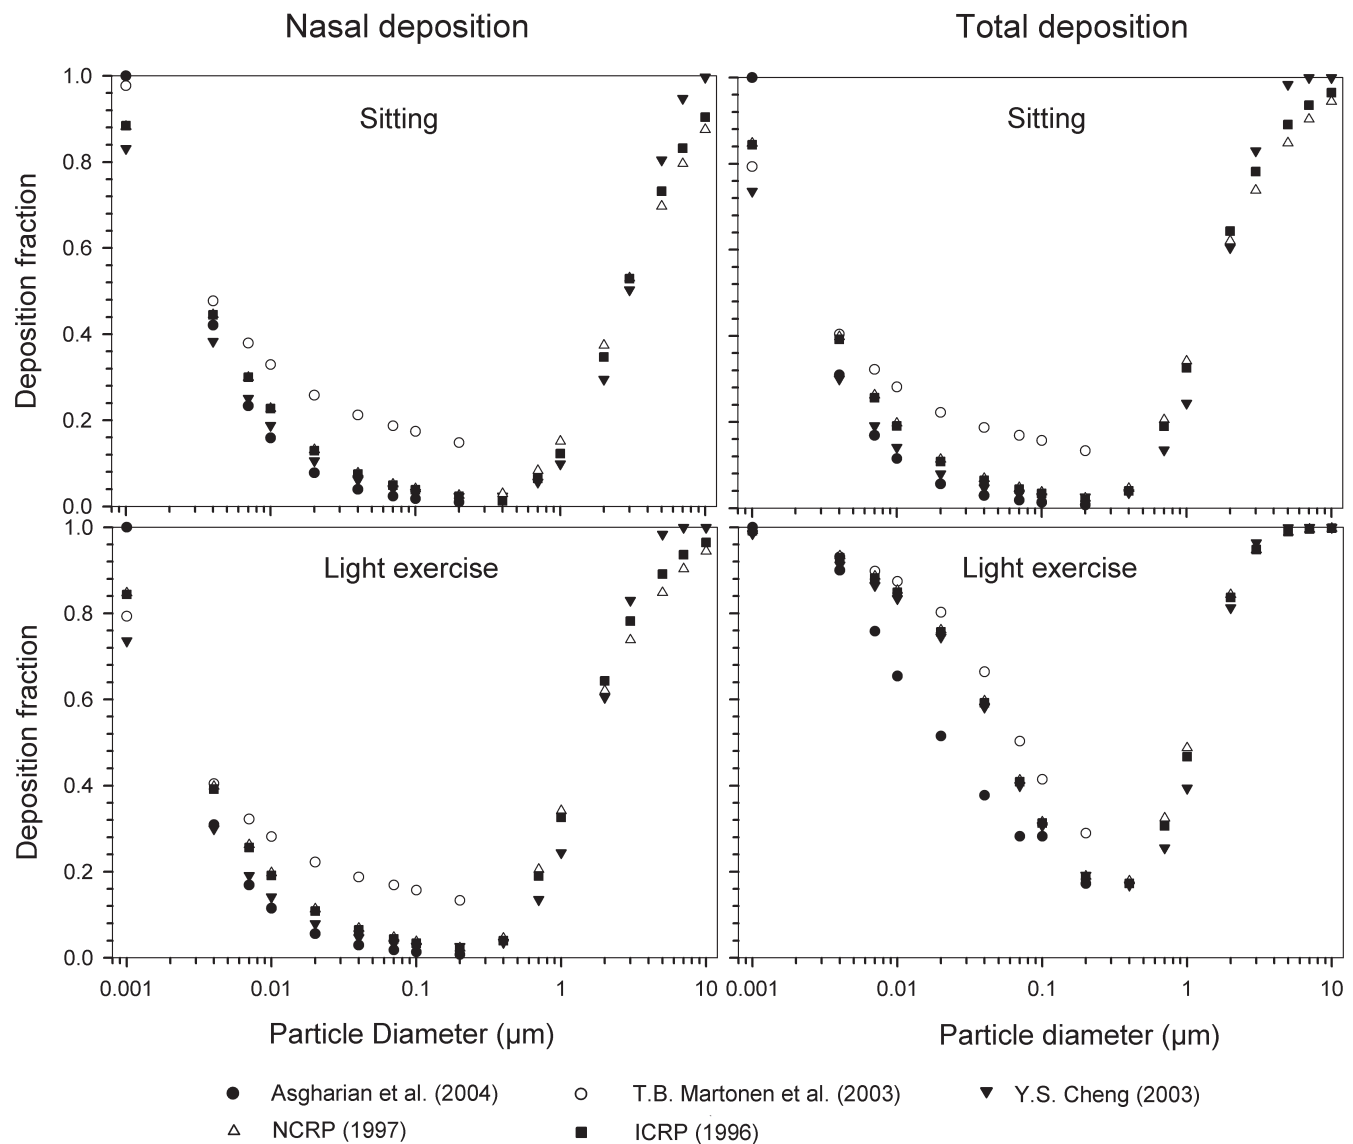 Nasal deposition
Total deposition
Sitting
Sitting
1.0
0.8
0.6
0.4
0.2
0.0
Deposition fraction
Light exercise
Light exercise
1.0
0.8
0.6
0.4
0.2
0.0
Deposition fraction
0.001 0.01 0.1 1 10
0.001 0.01 0.1 1 10
Particle Diameter (µm)
Particle diameter (µm)
Asgharian et al. (2004)
T.B. Martonen et al. (2003)
Y.S. Cheng (2003)
NCRP (1997)
ICRP (1996)